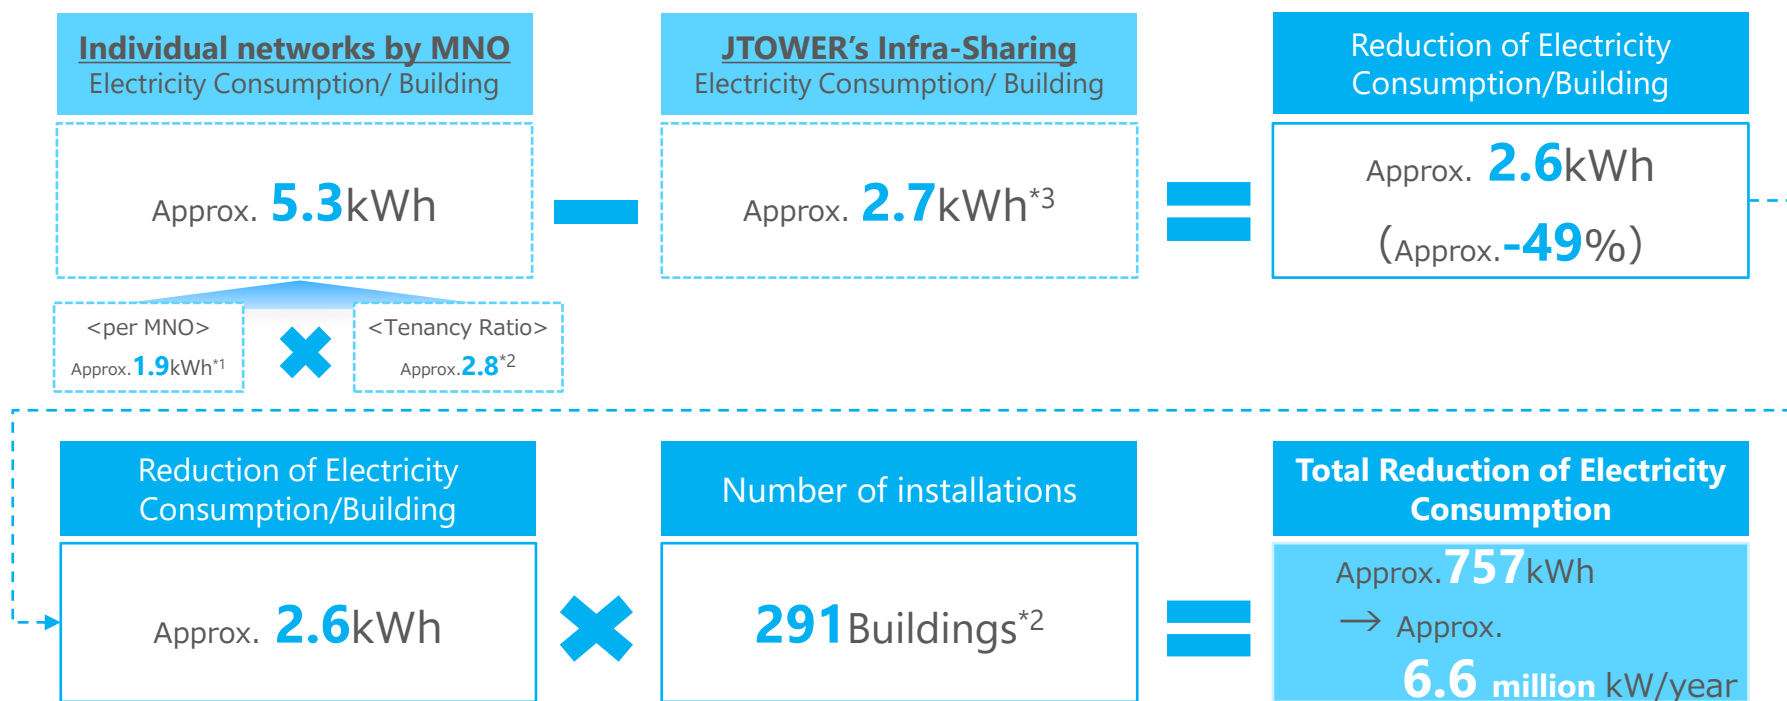 Individual networks by MNO
Electricity Consumption/ Building
Approx. 5.3kWh
<per MNO>
Approx.1.9kWh*1
<Tenancy Ratio>
Approx.2.8*2
JTOWER’s Infra-Sharing
Electricity Consumption/ Building
Approx. 2.7kWh*3
Reduction of Electricity
Consumption/Building
Approx. 2.6kWh
(Approx.-49%)
Reduction of Electricity
Consumption/Building
Approx. 2.6kWh
Number of installations
291Buildings*2
Total Reduction of Electricity
Consumption
Approx.757kWh
→ Approx.
6.6 million kW/year